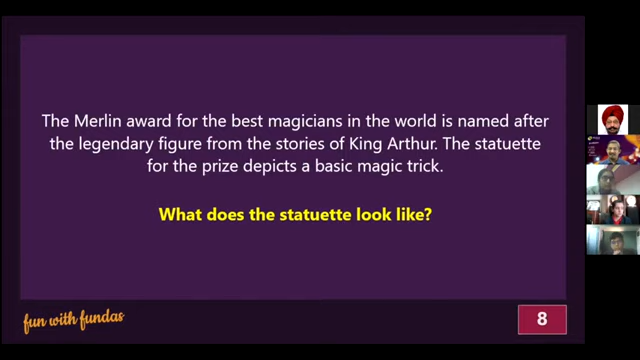 The Merlin award for the best magicians in the world is named after
the legendary figure from the stories of King Arthur. The statuette
for the prize depicts a basic magic trick.
What does the statuette look like?
fun with fundas
8